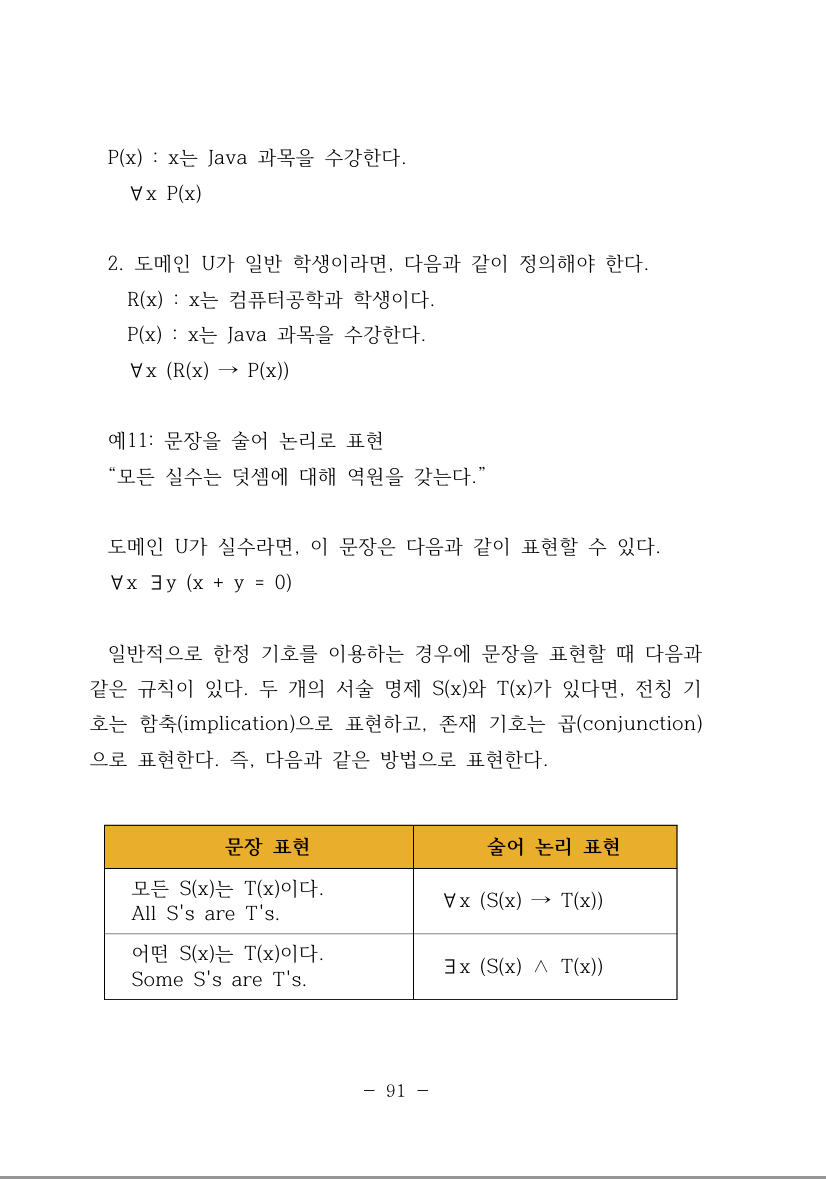 P(x) : x는 Java 과목을 수강한다.
∀x P(x)
2. 도메인 U가 일반 학생이라면, 다음과 같이 정의해야 한다.
R(x) : x는 컴퓨터공학과 학생이다.
P(x) : x는 Java 과목을 수강한다.
∀x (R(x) → P(x))
예11: 문장을 술어 논리로 표현
“모든 실수는 덧셈에 대해 역원을 갖는다.”
도메인 U가 실수라면, 이 문장은 다음과 같이 표현할 수 있다.
∀x ∃y (x + y = 0)
일반적으로 한정 기호를 이용하는 경우에 문장을 표현할 때 다음과
같은 규칙이 있다. 두 개의 서술 명제 S(x)와 T(x)가 있다면, 전칭 기
호는 함축(implication)으로 표현하고, 존재 기호는 곱(conjunction)
으로 표현한다. 즉, 다음과 같은 방법으로 표현한다.
문장 표현 술어 논리 표현
모든 S(x)는 T(x)이다.
All S's are T's.
∀x (S(x) → T(x))
어떤 S(x)는 T(x)이다.
Some S's are T's.
∃x (S(x) ∧ T(x))
- 91 -